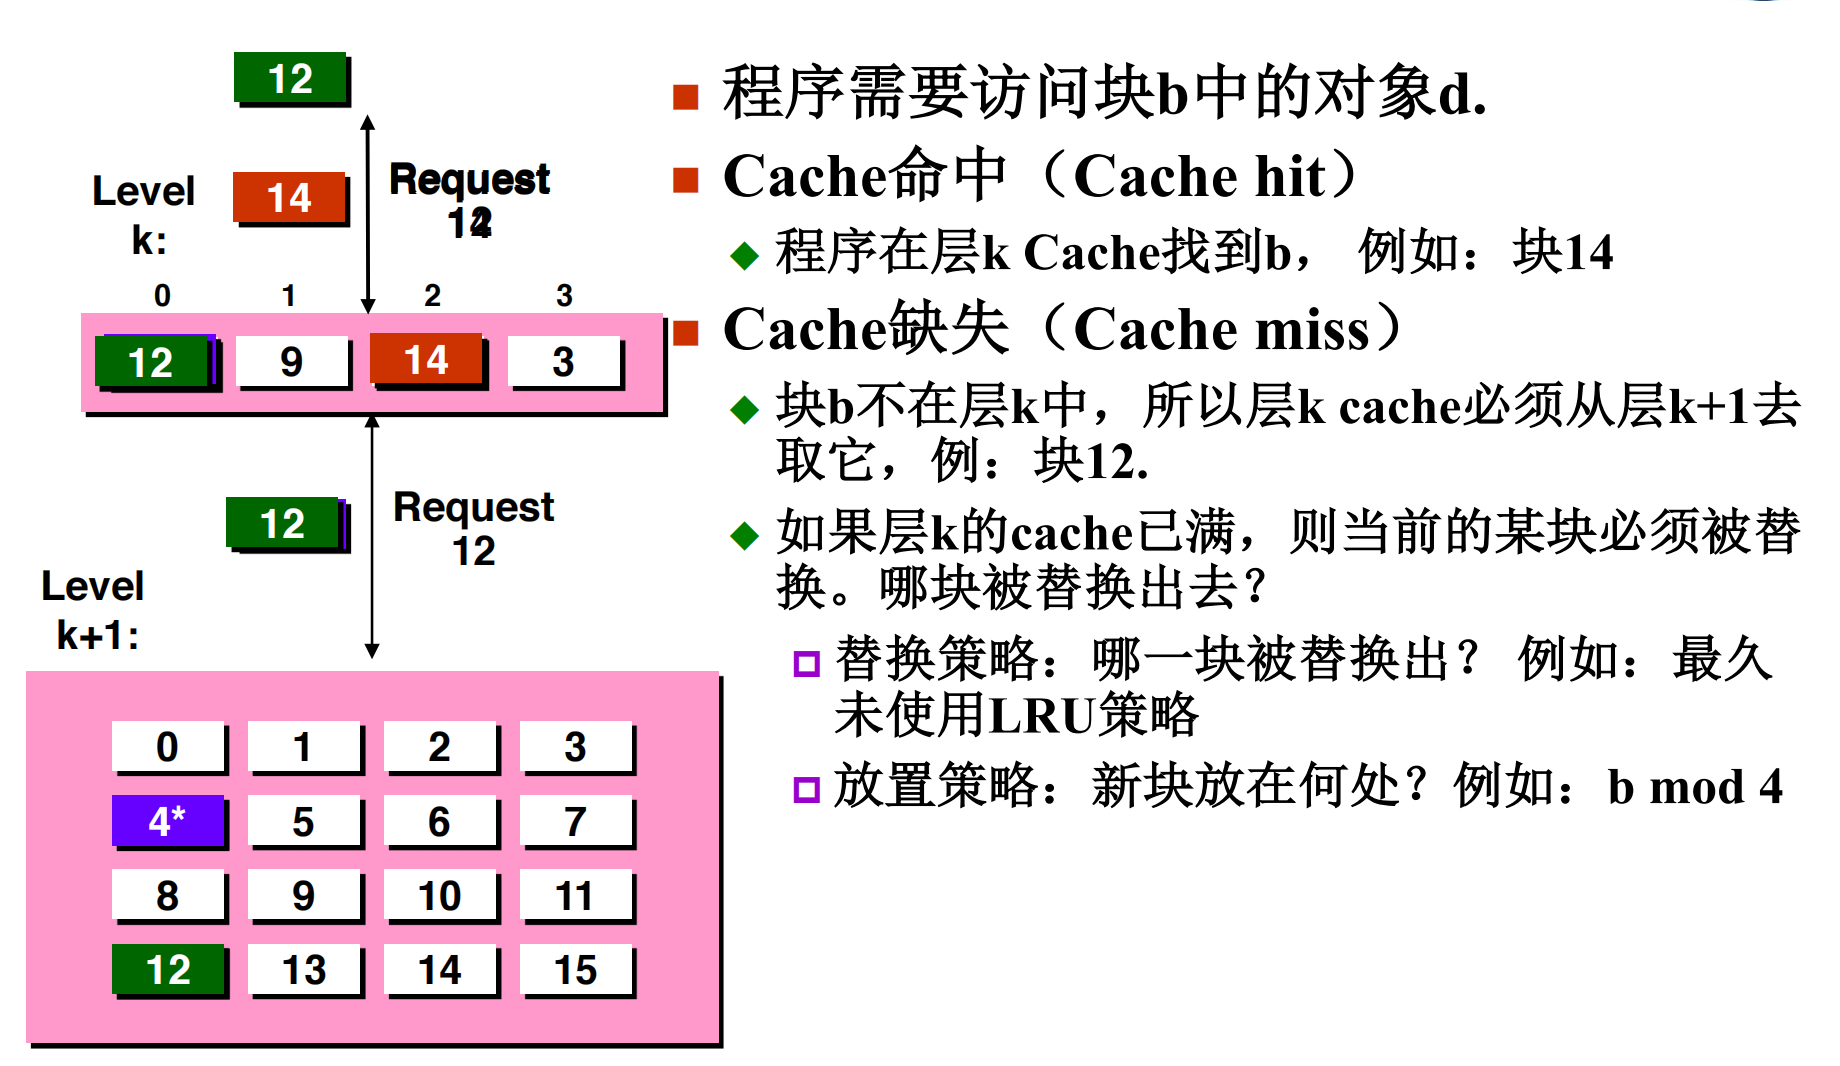 12
Level
k:
14
Request
0 1 2 3
12 9 14 3
12
Request
12
Level
k+1:
0 1 2 3
4* 5 6 7
8 9 10 11
12 13 14 15
程序需要访问块b中的对象d.
Cache命中（Cache hit）
程序在层k Cache找到b， 例如：块14
Cache缺失（Cache miss）
块b不在层k中，所以层k cache必须从层k+1去
取它，例：块12.
如果层k的cache已满，则当前的某块必须被替
换。哪块被替换出去？
替换策略：哪一块被替换出？ 例如：最久
未使用LRU策略
放置策略：新块放在何处？例如：b mod 4